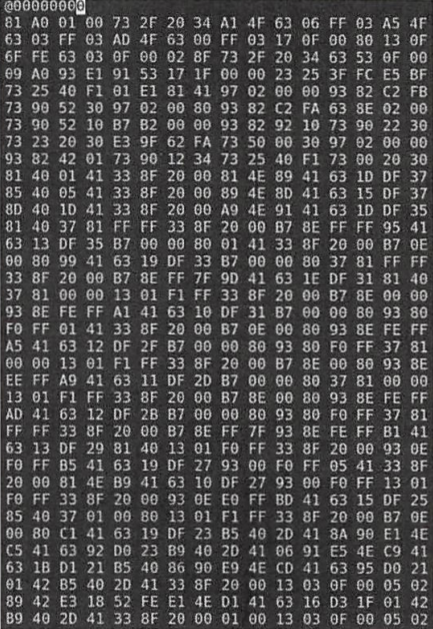 @00000000
81 A0 01 00 73 2F 20 34 A1 4F 63 06 FF 03 A5 4F
63 03 FF 03 AD 4F 63 00 FF 03 17 0F 00 80 13 0F
6F FE 63 03 0F 00 02 8F 73 2F 20 34 63 53 0F 00
09 A0 93 E1 91 53 17 1F 00 00 23 25 3F FC E5 BF
73 25 40 F1 01 E1 81 41 97 02 00 00 93 82 C2 FB
73 90 52 30 97 02 00 80 93 82 C2 FA 63 8E 02 00
73 90 52 10 B7 B2 00 00 93 82 92 10 73 90 22 30
73 23 20 30 E3 9F 62 FA 73 50 00 30 97 02 00 00
93 82 42 01 73 90 12 34 73 25 40 F1 73 00 20 30
81 40 01 41 33 8F 20 00 81 4E 89 41 63 1D DF 37
85 40 05 41 33 8F 20 00 89 4E 8D 41 63 15 DF 37
8D 40 1D 41 33 8F 20 00 A9 4E 91 41 63 1D DF 35
81 40 37 81 FF FF 33 8F 20 00 B7 8E FF FF 95 41
63 13 DF 35 B7 00 00 80 01 41 33 8F 20 00 B7 0E
00 80 99 41 63 19 DF 33 B7 00 00 80 37 81 FF FF
33 8F 20 00 B7 8E FF 7F 9D 41 63 1E DF 31 81 40
37 81 00 00 13 01 F1 FF 33 8F 20 00 B7 8E 00 00
93 8E FE FF A1 41 63 10 DF 31 B7 00 00 80 93 80
F0 FF 01 41 33 8F 20 00 B7 0E 00 80 93 8E FE FF
A5 41 63 12 DF 2F B7 00 00 80 93 80 F0 FF 37 81
00 00 13 01 F1 FF 33 8F 20 00 B7 8E 00 80 93 8E
EE FF A9 41 63 11 DF 2D B7 00 00 80 37 81 00 00
13 01 F1 FF 33 8F 20 00 B7 8E 00 80 93 8E FE FF
AD 41 63 12 DF 2B B7 00 00 80 93 80 F0 FF 37 81
FF FF 33 8F 20 00 B7 8E FF 7F 93 8E FE FF B1 41
63 13 DF 29 81 40 13 01 F0 FF 33 8F 20 00 93 0E
F0 FF B5 41 63 19 DF 27 93 00 F0 FF 05 41 33 8F
20 00 81 4E B9 41 63 10 DF 27 93 00 F0 FF 13 01
F0 FF 33 8F 20 00 93 0E E0 FF BD 41 63 15 DF 25
85 40 37 01 00 80 13 01 F1 FF 33 8F 20 00 B7 0E
00 80 C1 41 63 19 DF 23 B5 40 2D 41 8A 90 E1 4E
C5 41 63 92 D0 23 B9 40 2D 41 06 91 E5 4E C9 41
63 1B D1 21 B5 40 86 90 E9 4E CD 41 63 95 D0 21
01 42 B5 40 2D 41 33 8F 20 00 13 03 0F 00 05 02
89 42 E3 18 52 FE E1 4E D1 41 63 16 D3 1F 01 42
B9 40 2D 41 33 8F 20 00 01 00 13 03 0F 00 05 02